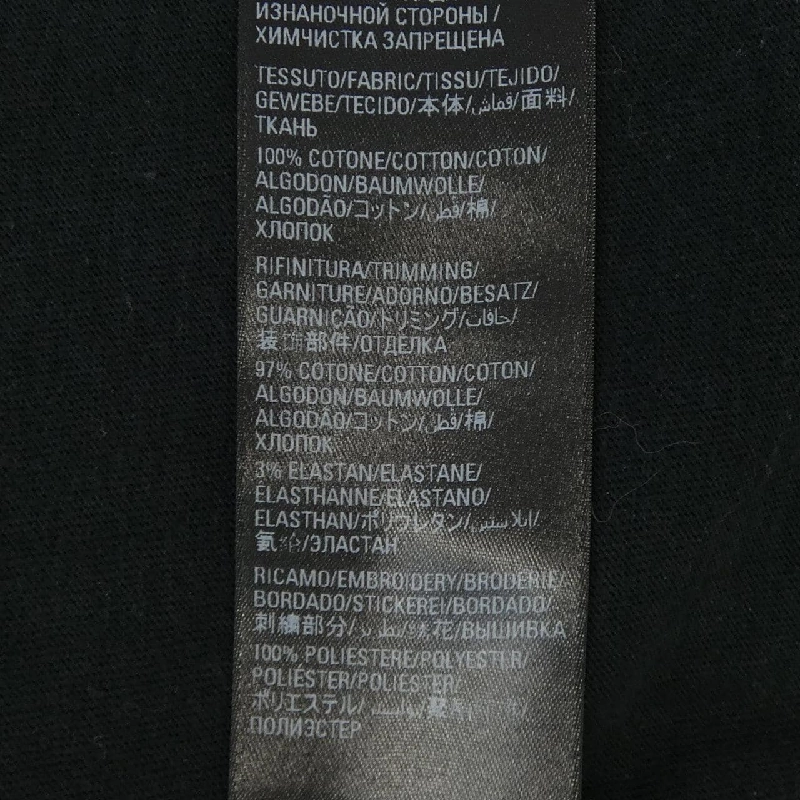 ИЗНАНОЧНОЙ СТОРОНЫ/
ХИМЧИСТКА ЗАПРЕЩЕНА
TESSUTO/FABRIC/TISSU/TEJIDO/
GEWEBE/TECIDO/本体/قماش/面料/
ТКАНЬ
100% COTONE/COTTON/COTON/
ALGODON/BAUMWOLLE/
ALGODÃO/コットン/قطن/棉/
ХЛОПОК
RIFINITURA/TRIMMING/
GARNITURE/ADORNO/BESATZ/
GUARNIÇÃO/トリミング/حافات/
装饰部件/ОТДЕЛКА
97% COTONE/COTTON/COTON/
ALGODON/BAUMWOLLE/
ALGODÃO/コットン/قطن/棉/
ХЛОПОК
3% ELASTAN/ELASTANE/
ELASTHANNE/ELASTANO/
ELASTHAN/ポリウレタン/إيلاستين/
氨纶/ЭЛАСТАН
RICAMO/EMBROIDERY/BRODERIE/
BORDADO/STICKEREI/BORDADO/
刺繍部分/تطريز/绣花/ВЫШИВКА
100% POLIESTERE/POLYESTER/
POLIESTER/POLIESTER/
ポリエステル/
ПОЛИЭСТЕР